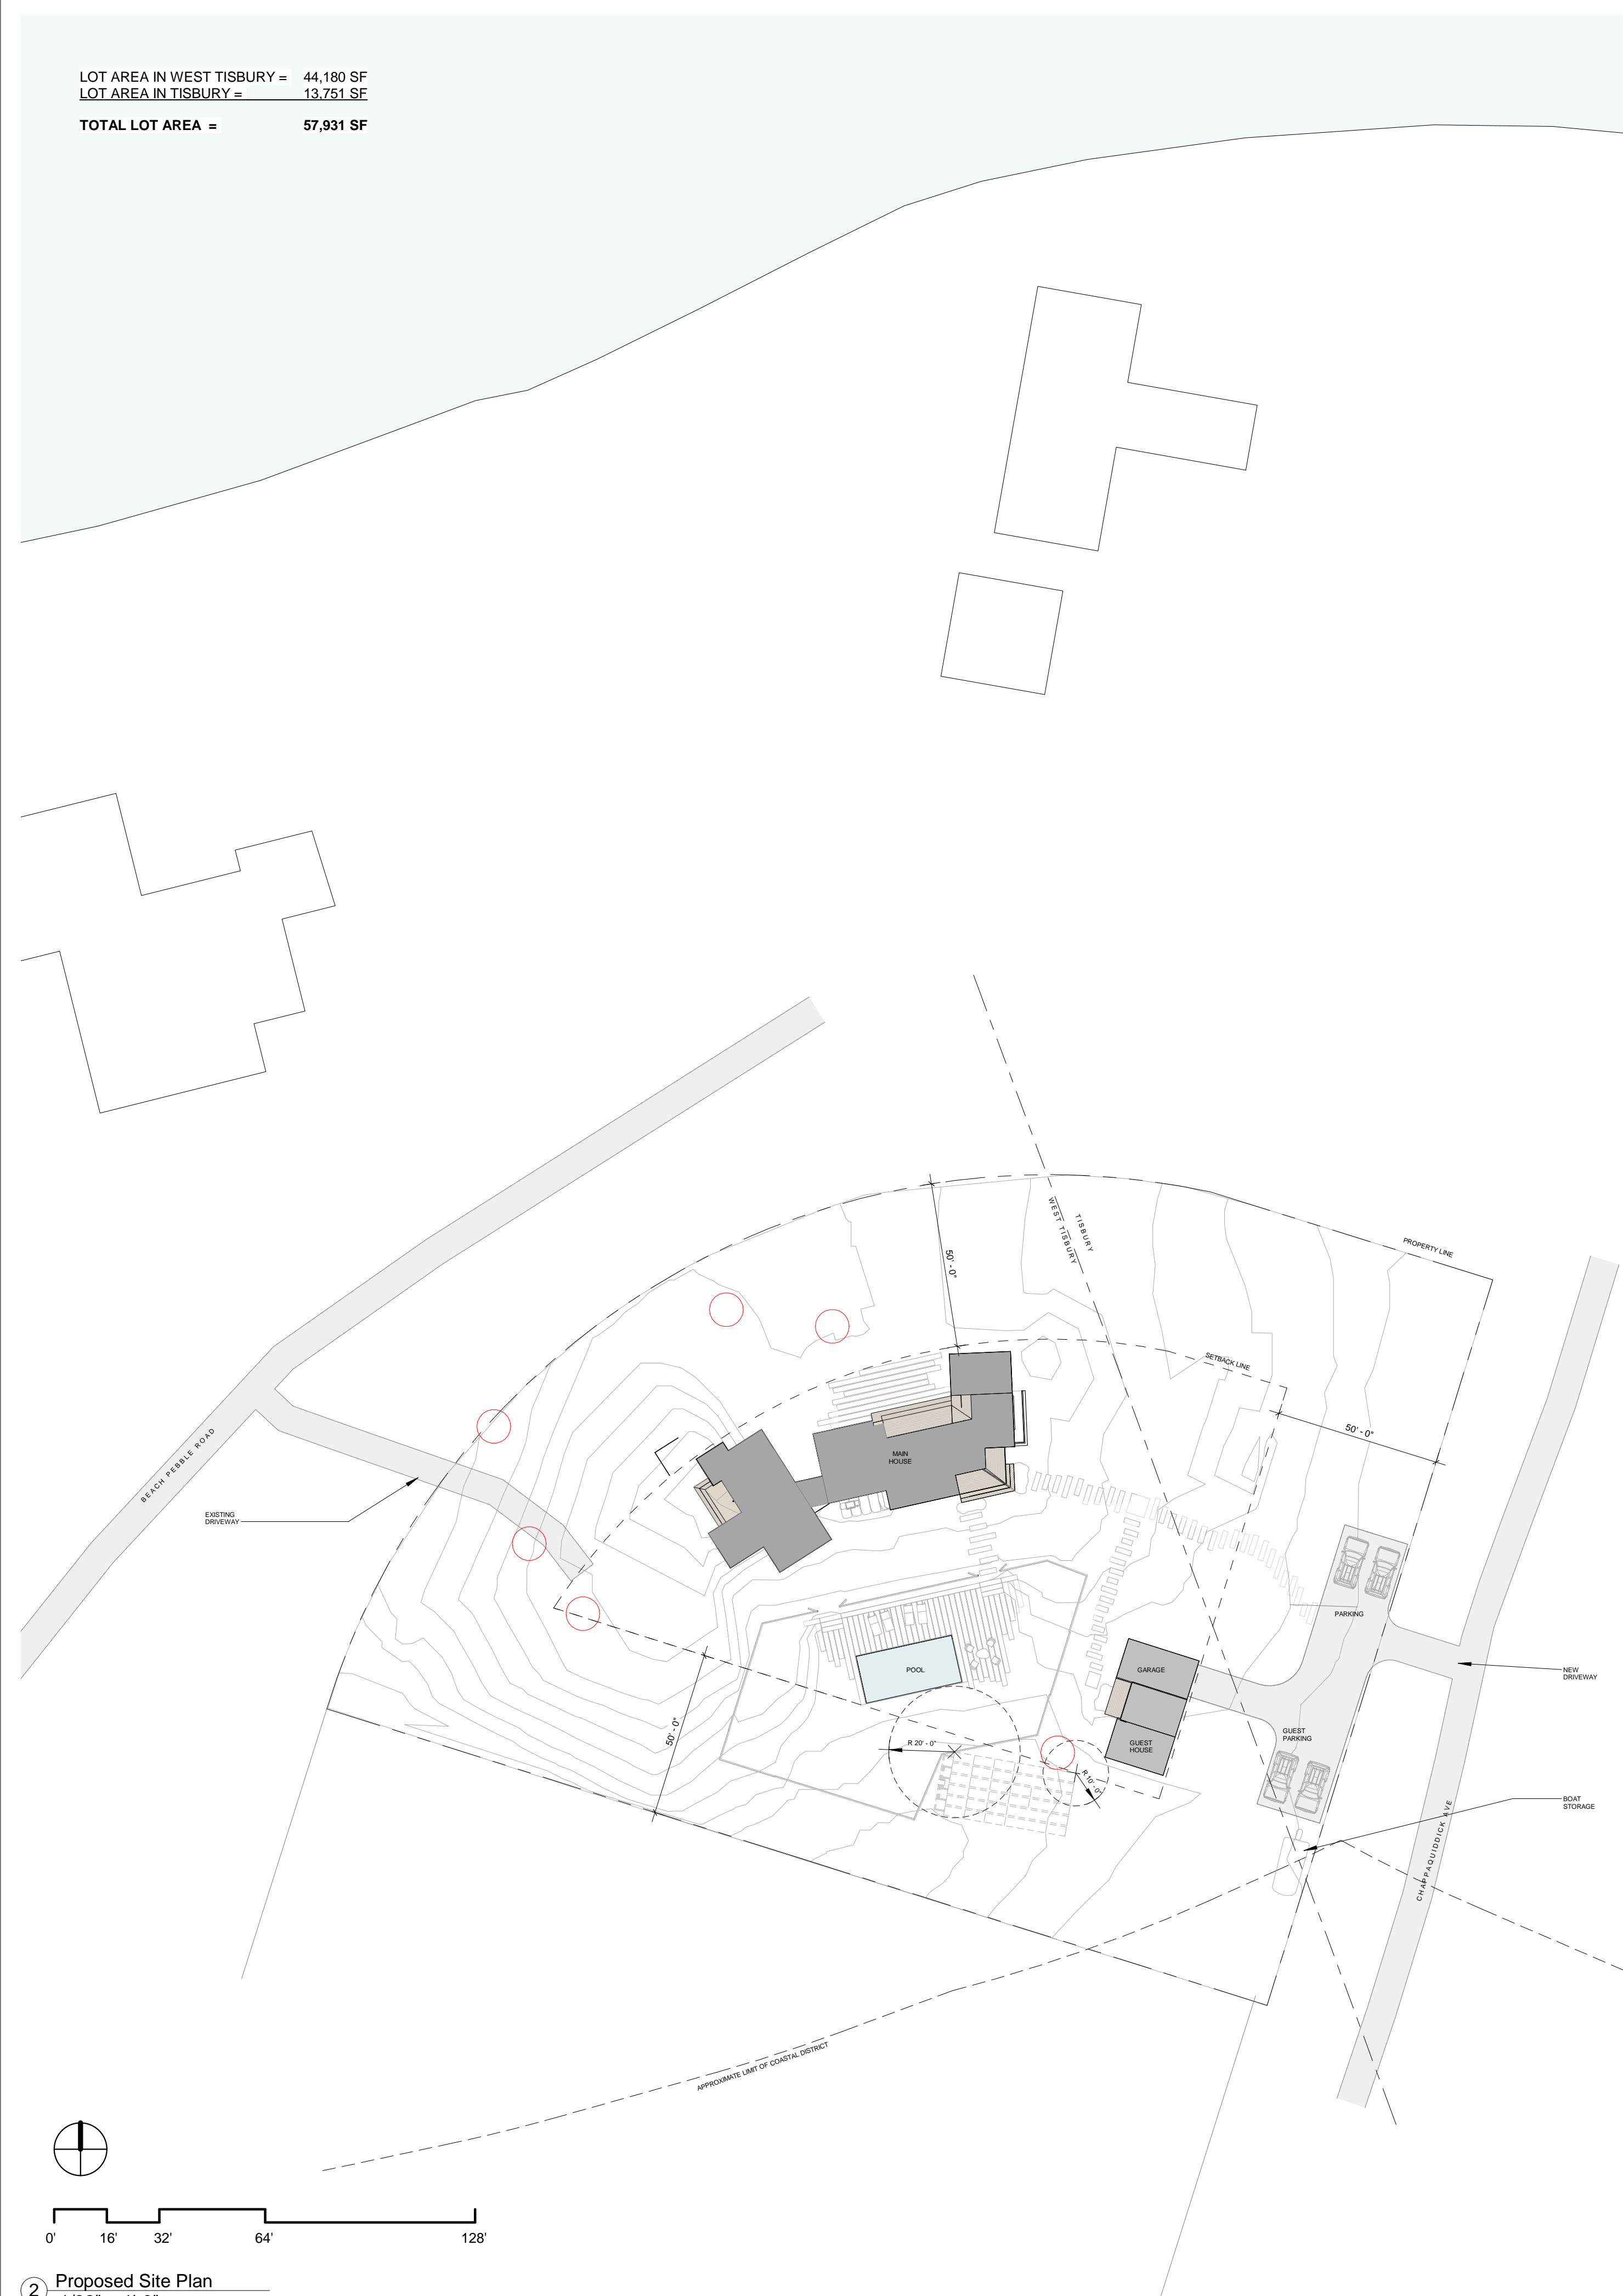 LOT AREA IN WEST TISBURY = 44,180 SF
LOT AREA IN TISBURY = 13,751 SF
TOTAL LOT AREA = 57,931 SF
TISBURY
WEST TISBURY
PROPERTY LINE
50' - 0"
SETBACK LINE
50' - 0"
MAIN
HOUSE
BEACH PEBBLE ROAD
EXISTING
DRIVEWAY
PARKING
GARAGE
POOL
NEW
DRIVEWAY
50' - 0"
R 20' - 0"
GUEST
HOUSE
GUEST
PARKING
R 10' - 0"
BOAT
STORAGE
CHAPPAQUIDDICK AVE
APPROXIMATE LIMIT OF COASTAL DISTRICT
0' 16' 32' 64' 128'
2 Proposed Site Plan